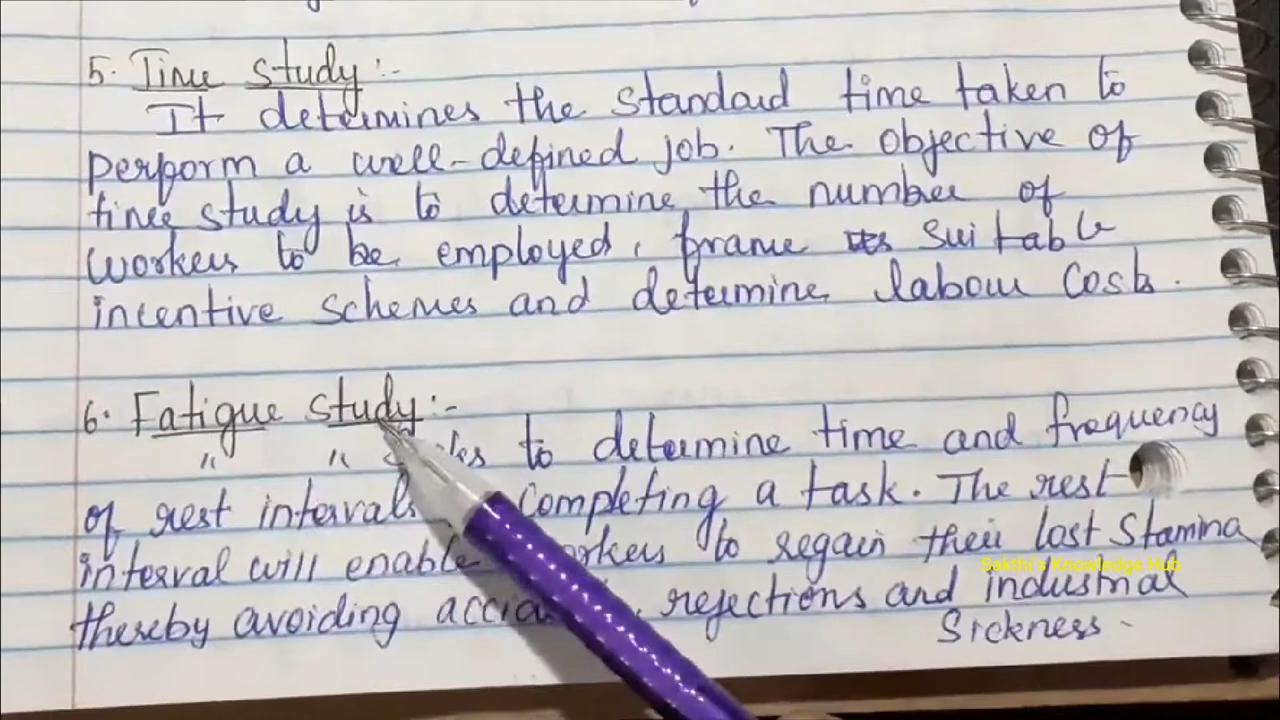 5. Time study :-
It determines the standard time taken to
perform a well-defined job. The objective of
time study is to determine the number of
workers to be employed, frame suitable
incentive schemes and determine labour costs.
6. Fatigue study :-
" " to determine time and frequency
of rest intervals completing a task. The rest
interval will enable to regain their lost stamina
thereby avoiding rejections and industrial
Sickness.
Sakthi's Knowledge Hub